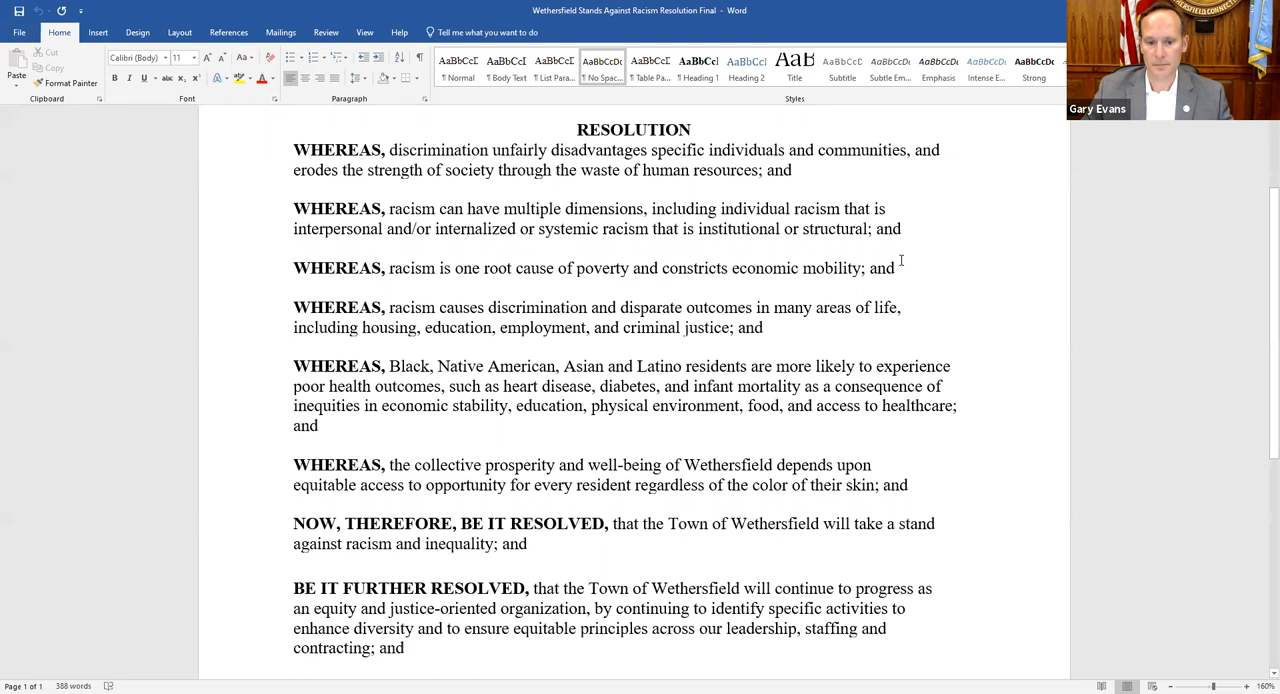 Wethersfield Stands Against Racism Resolution Final - Word
File Home Insert Design Layout References Mailings Review View Help Tell me what you want to do
Paste
Cut
Copy
Format Painter
Clipboard
Calibri (Body) 11
Font
Paragraph
AaBbCcI AaBbCcI AaBbCcI AaBbCcDc AaBbCcI AaBbCc AaBbCcI AaB AaBbCcD AaBbCcDc AaBbCcDc AaBbCcDc AaBbCcDc
¶ Normal ¶ Body Text ¶ List Para... ¶ No Spac... ¶ Table Pa... ¶ Heading 1 Heading 2 Title Subtitle Subtle Em... Emphasis Intense E... Strong
Styles
Gary Evans
RESOLUTION
WHEREAS, discrimination unfairly disadvantages specific individuals and communities, and
erodes the strength of society through the waste of human resources; and
WHEREAS, racism can have multiple dimensions, including individual racism that is
interpersonal and/or internalized or systemic racism that is institutional or structural; and
WHEREAS, racism is one root cause of poverty and constricts economic mobility; and
WHEREAS, racism causes discrimination and disparate outcomes in many areas of life,
including housing, education, employment, and criminal justice; and
WHEREAS, Black, Native American, Asian and Latino residents are more likely to experience
poor health outcomes, such as heart disease, diabetes, and infant mortality as a consequence of
inequities in economic stability, education, physical environment, food, and access to healthcare;
and
WHEREAS, the collective prosperity and well-being of Wethersfield depends upon
equitable access to opportunity for every resident regardless of the color of their skin; and
NOW, THEREFORE, BE IT RESOLVED, that the Town of Wethersfield will take a stand
against racism and inequality; and
BE IT FURTHER RESOLVED, that the Town of Wethersfield will continue to progress as
an equity and justice-oriented organization, by continuing to identify specific activities to
enhance diversity and to ensure equitable principles across our leadership, staffing and
contracting; and
Page 1 of 1 388 words
160%